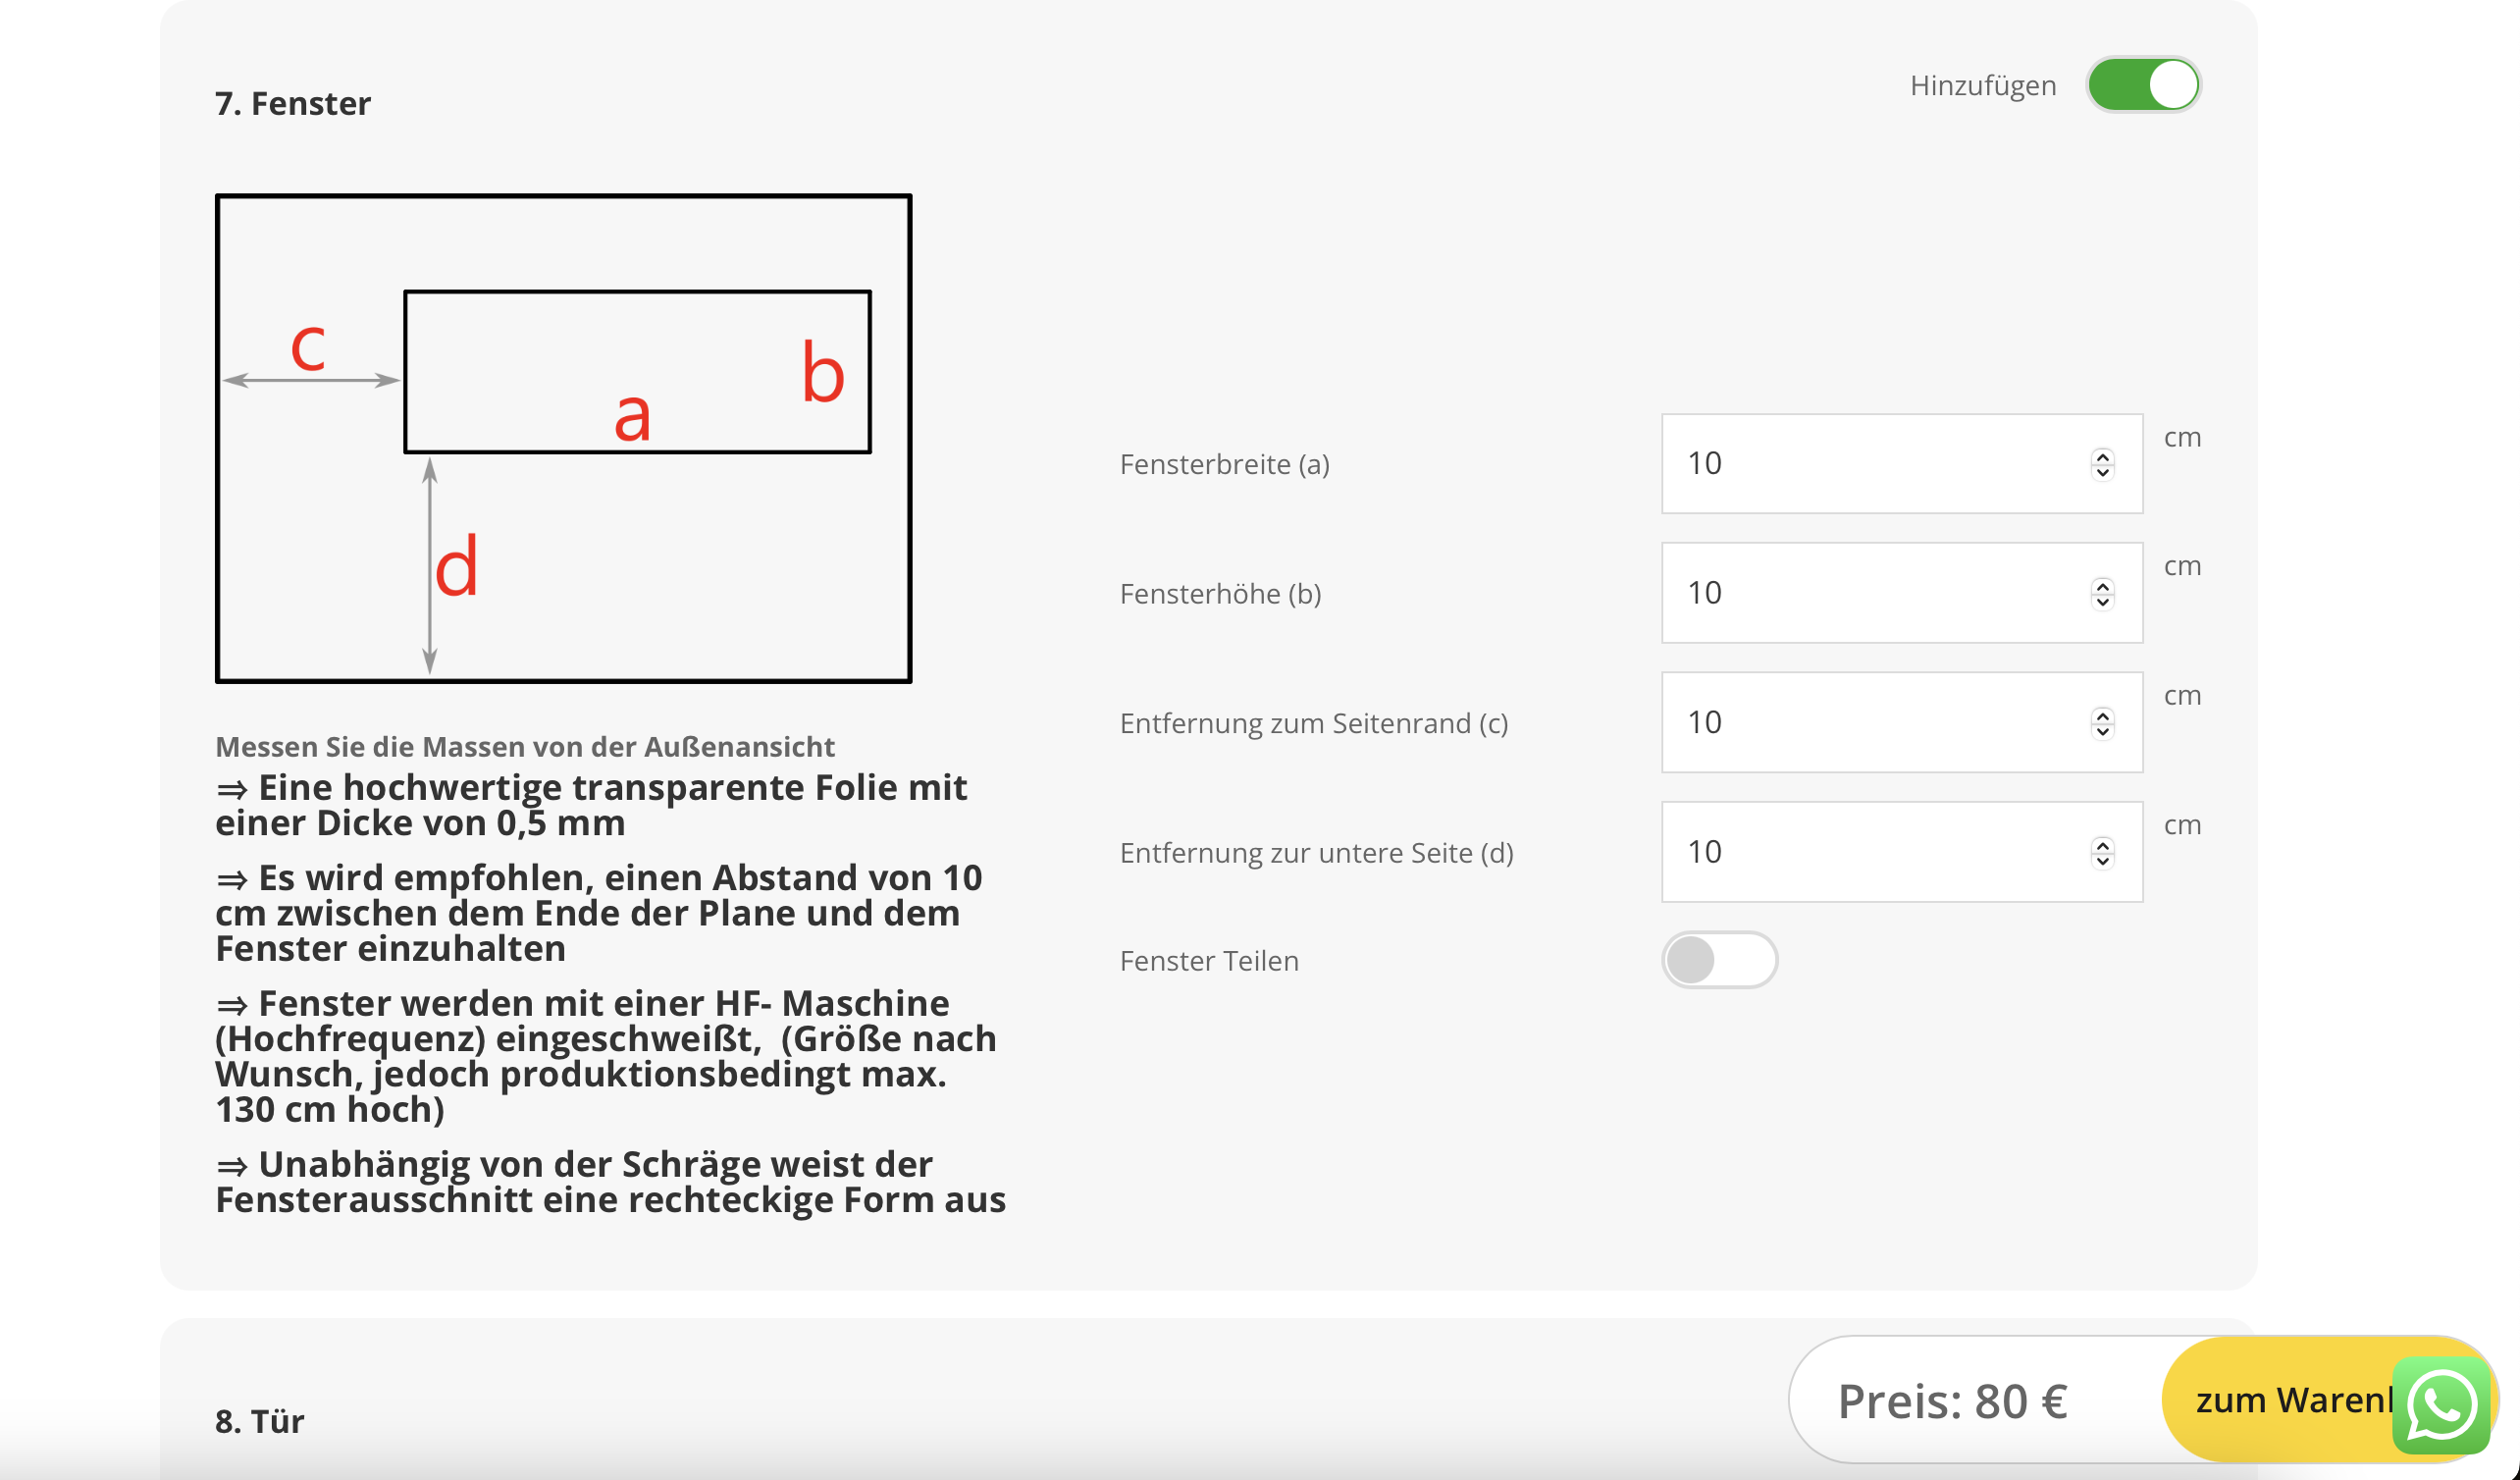 7. Fenster
Hinzufügen
c
b
a
d
Messen Sie die Massen von der Außenansicht
⇒ Eine hochwertige transparente Folie mit
einer Dicke von 0,5 mm
⇒ Es wird empfohlen, einen Abstand von 10
cm zwischen dem Ende der Plane und dem
Fenster einzuhalten
⇒ Fenster werden mit einer HF- Maschine
(Hochfrequenz) eingeschweißt,  (Größe nach
Wunsch, jedoch produktionsbedingt max.
130 cm hoch)
⇒ Unabhängig von der Schräge weist der
Fensterausschnitt eine rechteckige Form aus
Fensterbreite (a) 10 cm
Fensterhöhe (b) 10 cm
Entfernung zum Seitenrand (c) 10 cm
Entfernung zur untere Seite (d) 10 cm
Fenster Teilen
8. Tür
Preis: 80 €
zum